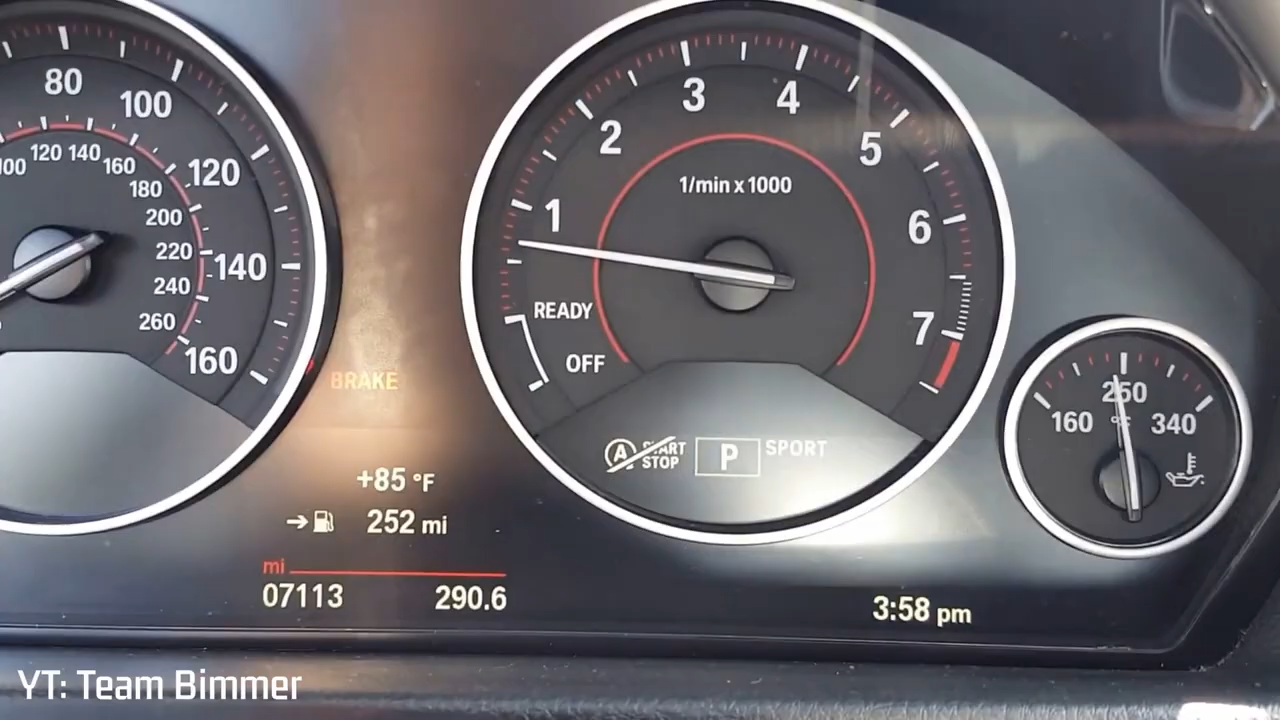 80
100
120
140
160
100
120
140
160
180
200
220
240
260
1
2
3
4
5
6
7
1/min x 1000
READY
OFF
BRAKE
A START STOP
P
SPORT
+85 °F
252 mi
mi
07113 290.6
3:58 pm
160
250
340
°F
YT: Team Bimmer